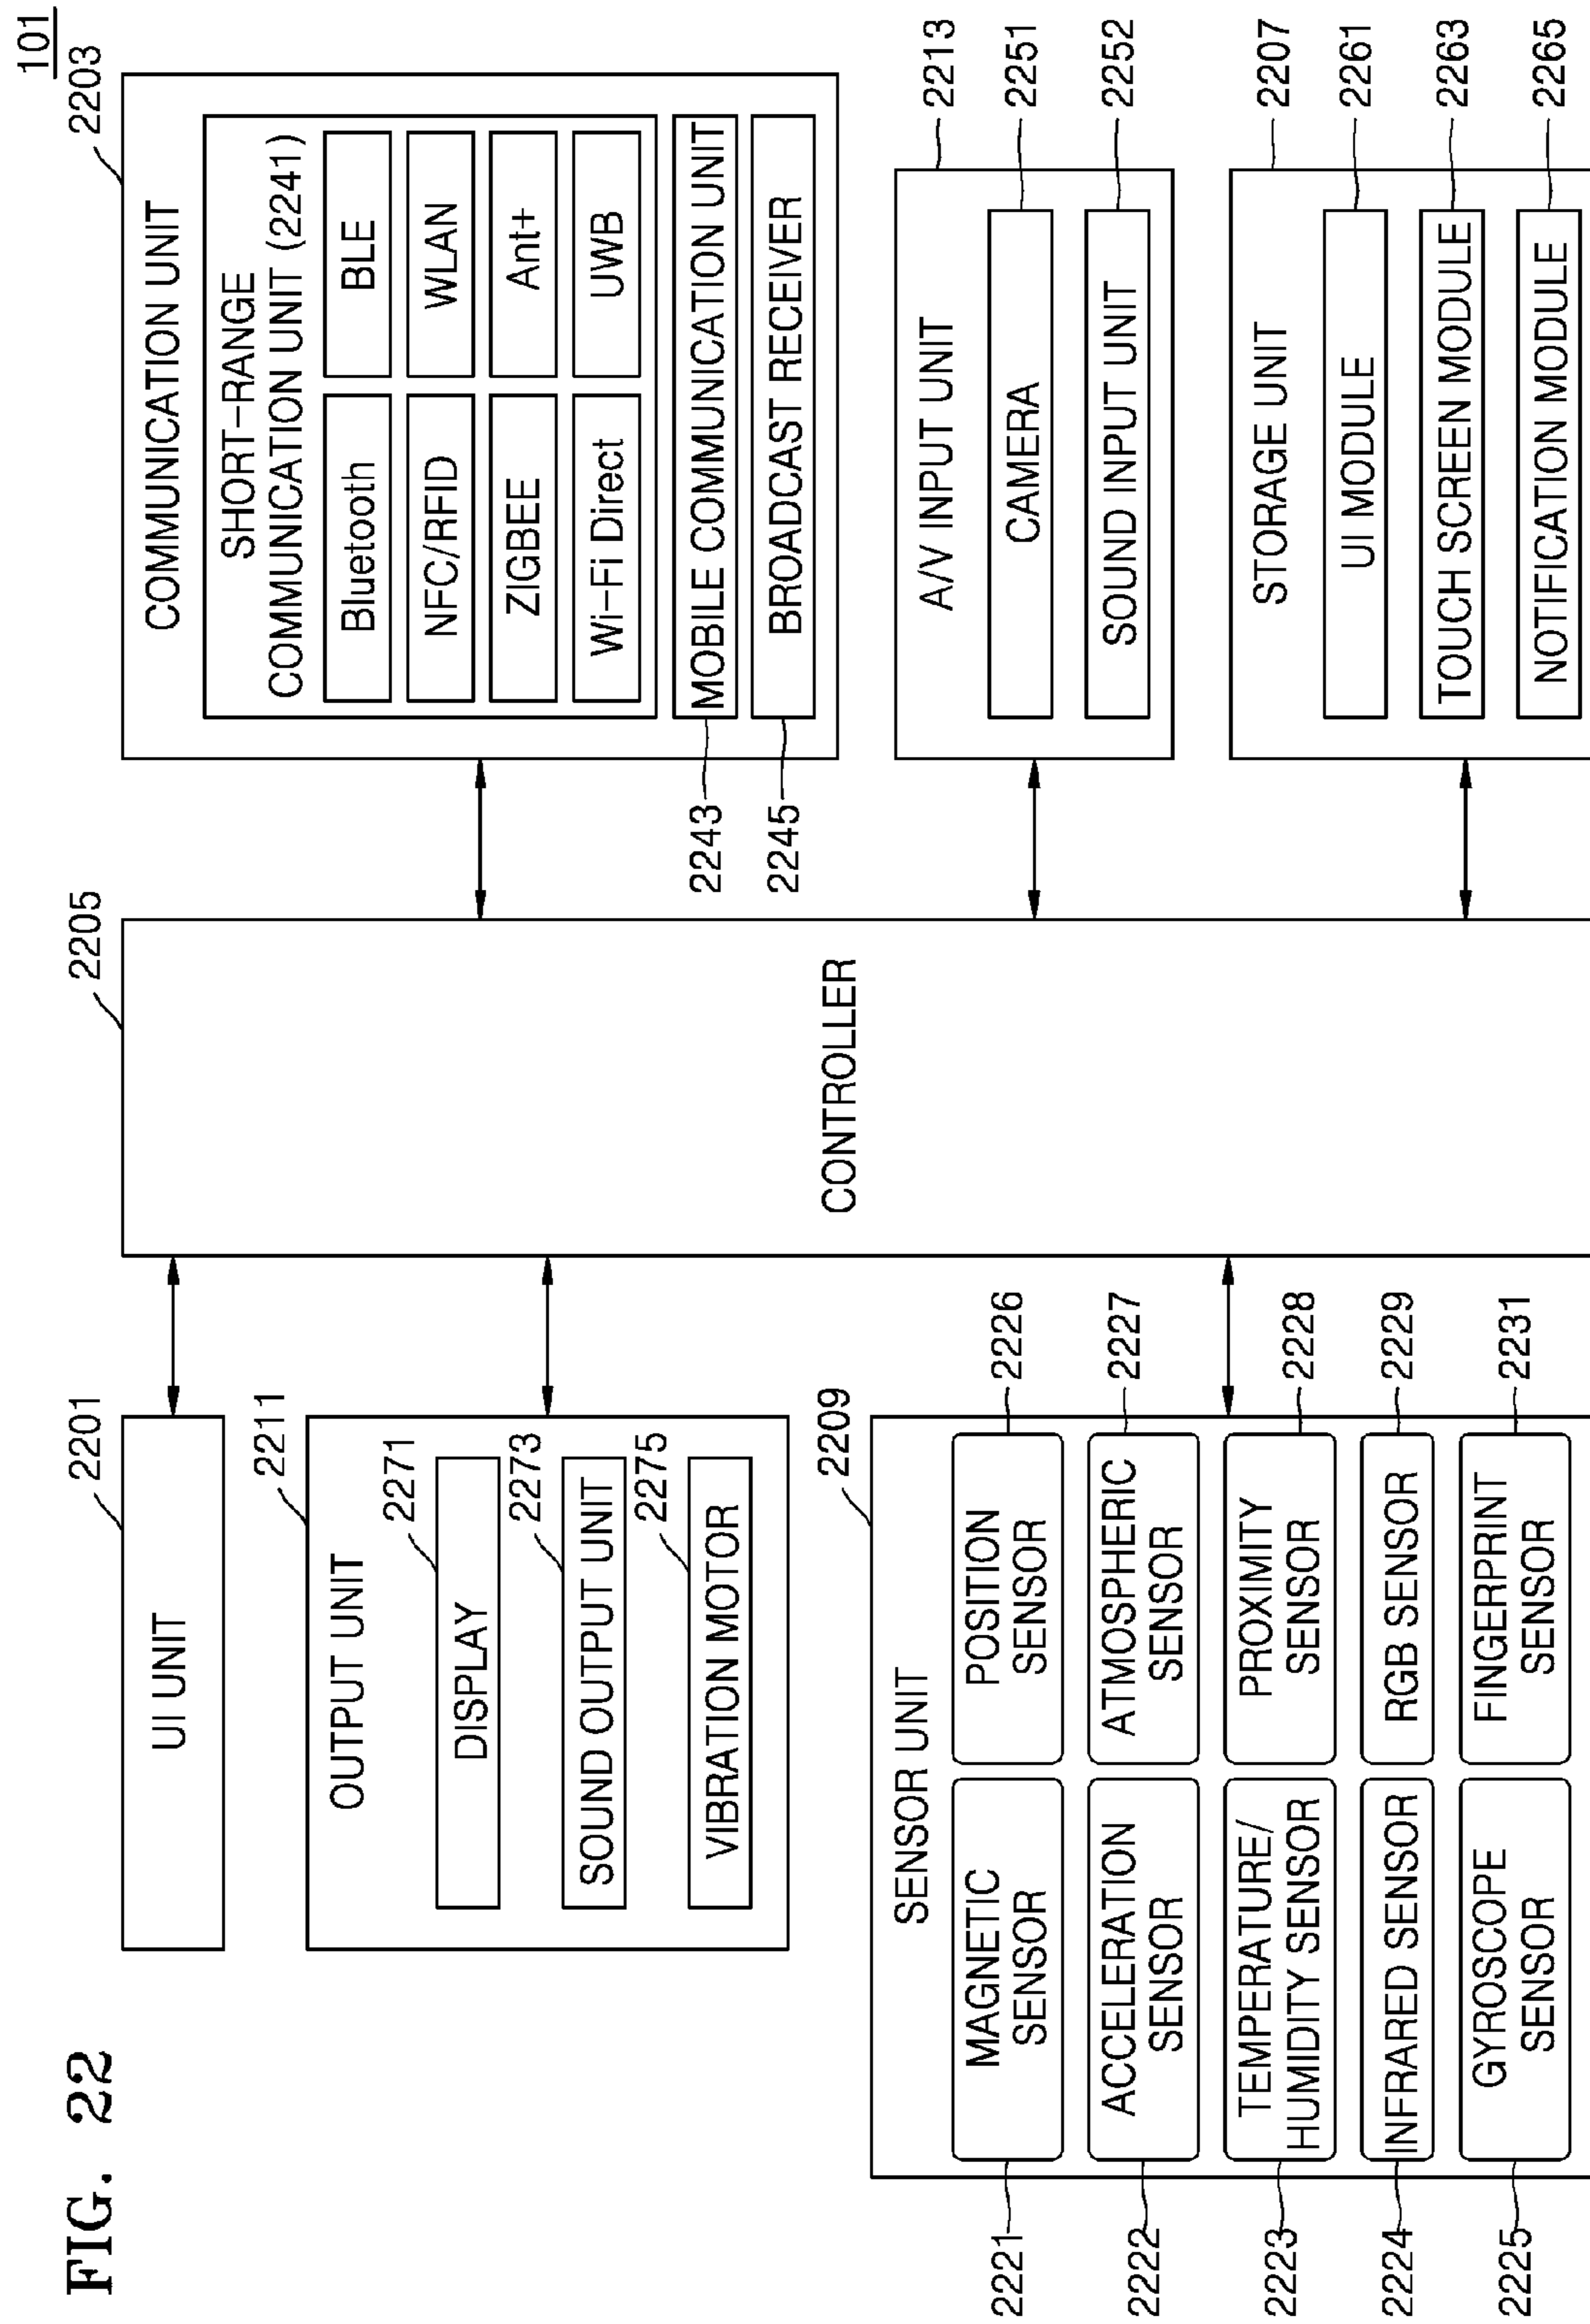 FIG. 22
101
2201
UI UNIT
2211
OUTPUT UNIT
2271
DISPLAY
2273
SOUND OUTPUT UNIT
2275
VIBRATION MOTOR
2209
SENSOR UNIT
2221
MAGNETIC
SENSOR
POSITION
SENSOR
2226
2222
ACCELERATION
SENSOR
ATMOSPHERIC
SENSOR
2227
2223
TEMPERATURE/
HUMIDITY SENSOR
PROXIMITY
SENSOR
2228
2224
INFRARED SENSOR
RGB SENSOR
2229
2225
GYROSCOPE
SENSOR
FINGERPRINT
SENSOR
2231
2205
CONTROLLER
2203
COMMUNICATION UNIT
SHORT-RANGE
COMMUNICATION UNIT (2241)
Bluetooth
BLE
NFC/RFID
WLAN
ZIGBEE
Ant+
Wi-Fi Direct
UWB
2243
MOBILE COMMUNICATION UNIT
2245
BROADCAST RECEIVER
2213
A/V INPUT UNIT
CAMERA
2251
SOUND INPUT UNIT
2252
2207
STORAGE UNIT
UI MODULE
2261
TOUCH SCREEN MODULE
2263
NOTIFICATION MODULE
2265